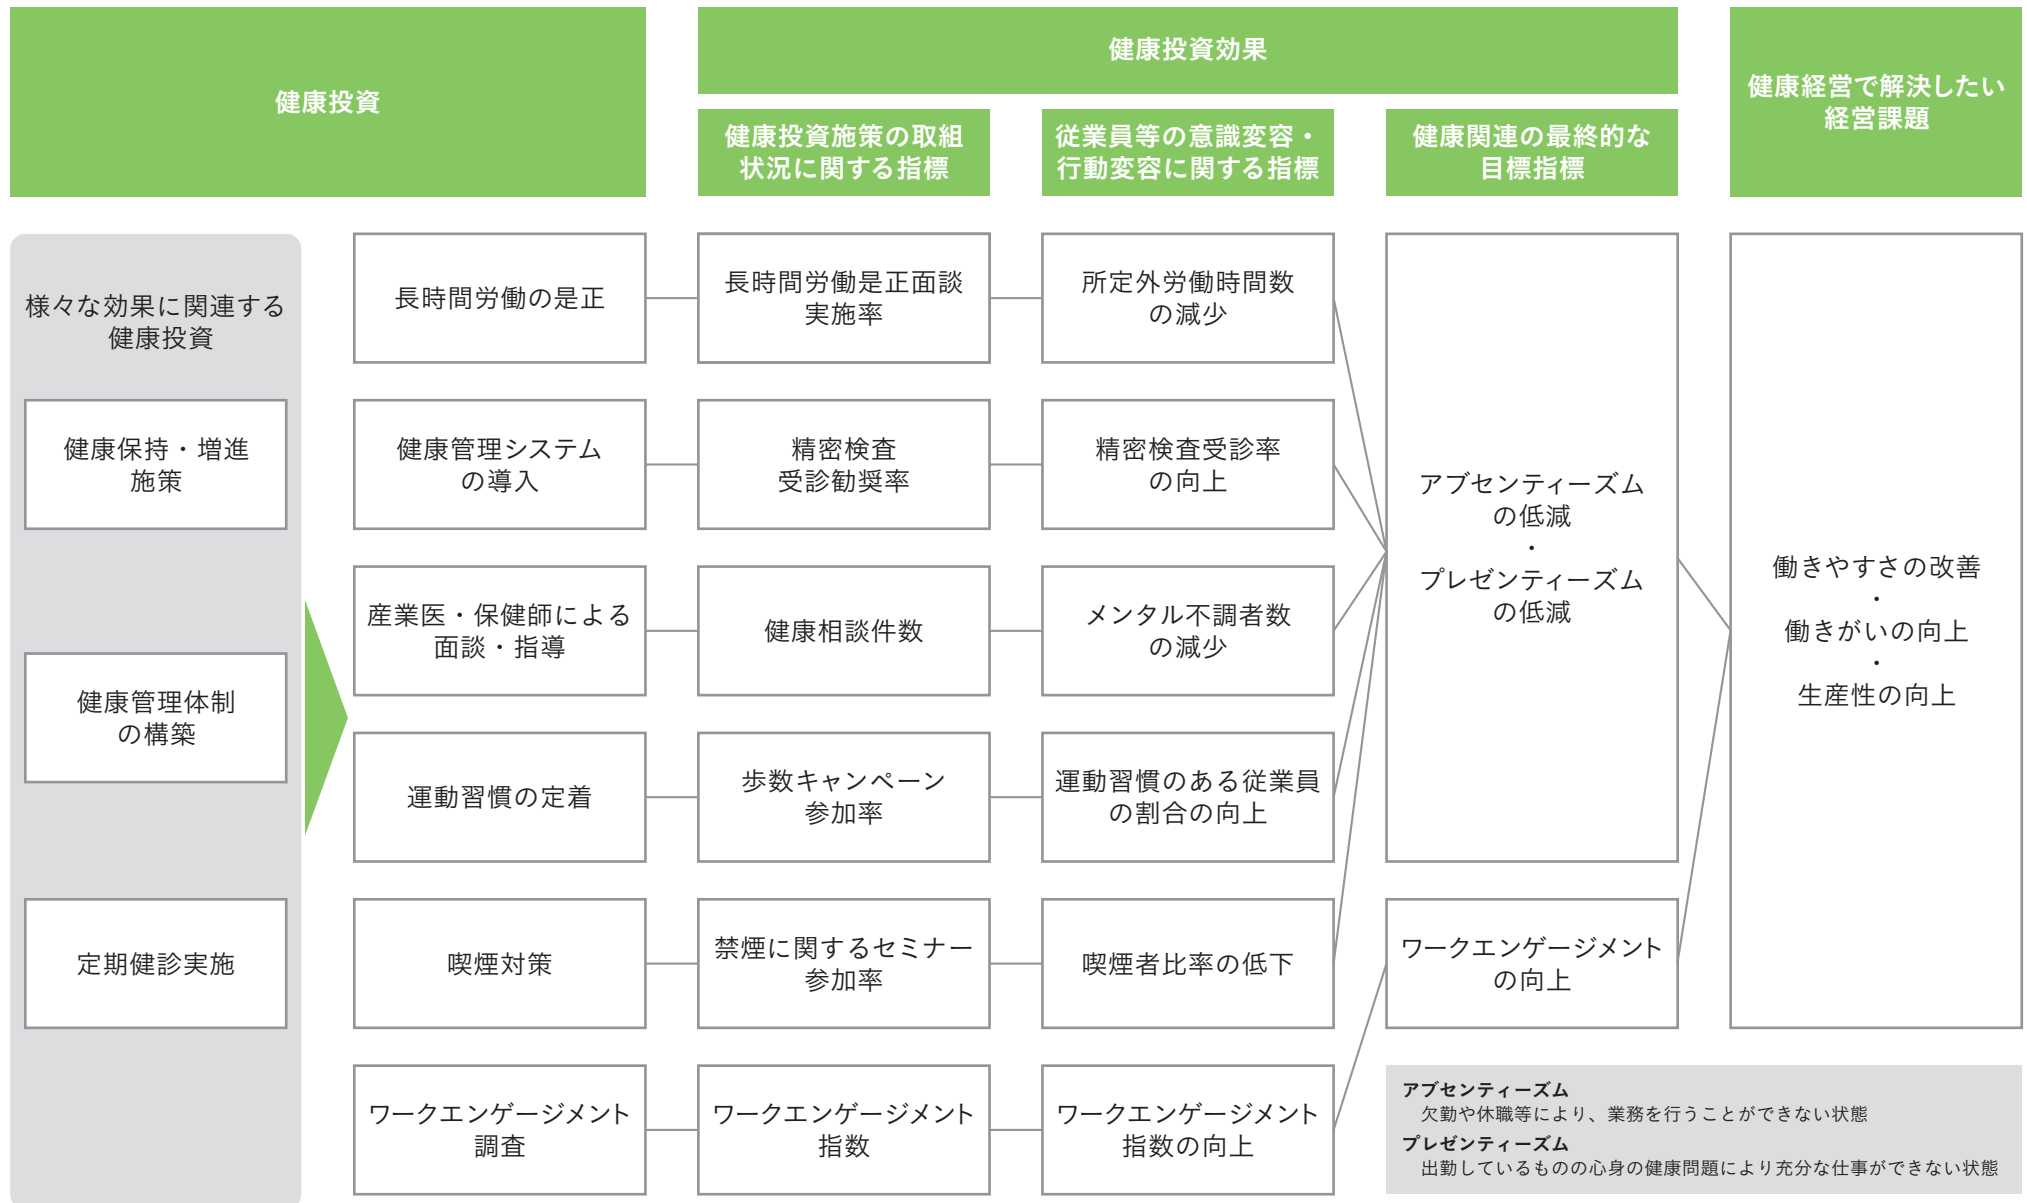 健康投資
健康投資効果
健康経営で解決したい
経営課題
健康投資施策の取組
状況に関する指標
従業員等の意識変容・
行動変容に関する指標
健康関連の最終的な
目標指標
様々な効果に関連する
健康投資
健康保持・増進
施策
健康管理体制
の構築
定期健診実施
長時間労働の是正
長時間労働是正面談
実施率
所定外労働時間数
の減少
健康管理システム
の導入
精密検査
受診勧奨率
精密検査受診率
の向上
産業医・保健師による
面談・指導
健康相談件数
メンタル不調者数
の減少
運動習慣の定着
歩数キャンペーン
参加率
運動習慣のある従業員
の割合の向上
喫煙対策
禁煙に関するセミナー
参加率
喫煙者比率の低下
ワークエンゲージメント
調査
ワークエンゲージメント
指数
ワークエンゲージメント
指数の向上
アブセンティーズム
の低減
・
プレゼンティーズム
の低減
ワークエンゲージメント
の向上
働きやすさの改善
・
働きがいの向上
・
生産性の向上
アブセンティーズム
欠勤や休職等により、業務を行うことができない状態
プレゼンティーズム
出勤しているものの心身の健康問題により充分な仕事ができない状態